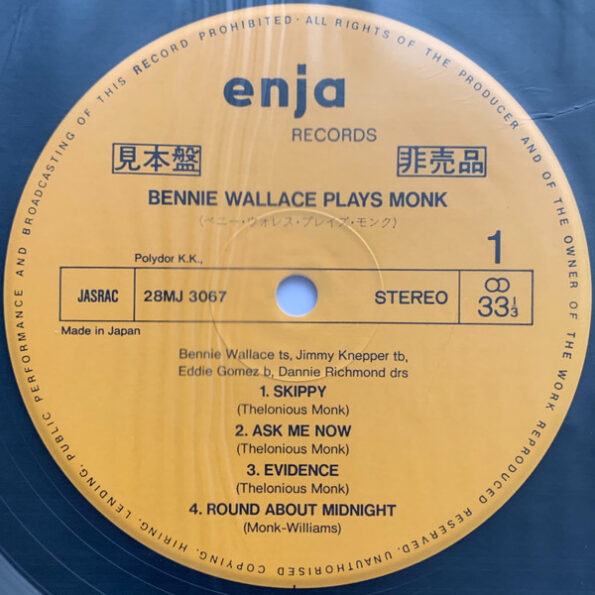 enja
RECORDS
見本盤
非売品
BENNIE WALLACE PLAYS MONK
(ベニー・ウォレス・プレイズ・モンク)
1
Polydor K.K.,
JASRAC
28MJ 3067
STEREO
33 1/3
Made in Japan
Bennie Wallace ts, Jimmy Knepper tb,
Eddie Gomez b, Dannie Richmond drs
1. SKIPPY
(Thelonious Monk)
2. ASK ME NOW
(Thelonious Monk)
3. EVIDENCE
(Thelonious Monk)
4. ROUND ABOUT MIDNIGHT
(Monk-Williams)
ALL RIGHTS OF THE PRODUCER AND OF THE OWNER OF THE WORK REPRODUCED RESERVED. UNAUTHORISED COPYING, HIRING, LENDING, PUBLIC PERFORMANCE AND BROADCASTING OF THIS RECORD PROHIBITED ·